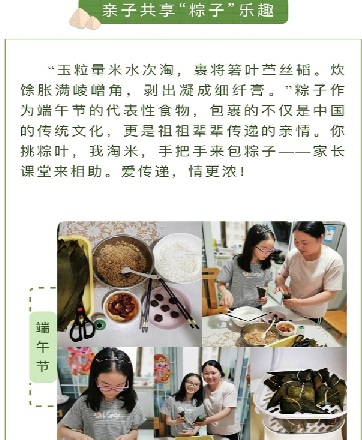 亲子共享“粽子”乐趣
“玉粒量米水次淘，裹将箬叶苎丝韬。炊
馀胀满崚嶒角，剥出凝成细纤膏。”粽子作
为端午节的代表性食物，包裹的不仅是中国
的传统文化，更是祖祖辈辈传递的亲情。你
挑粽叶，我淘米，手把手来包粽子——家长
课堂来相助。爱传递，情更浓！
端
午
节